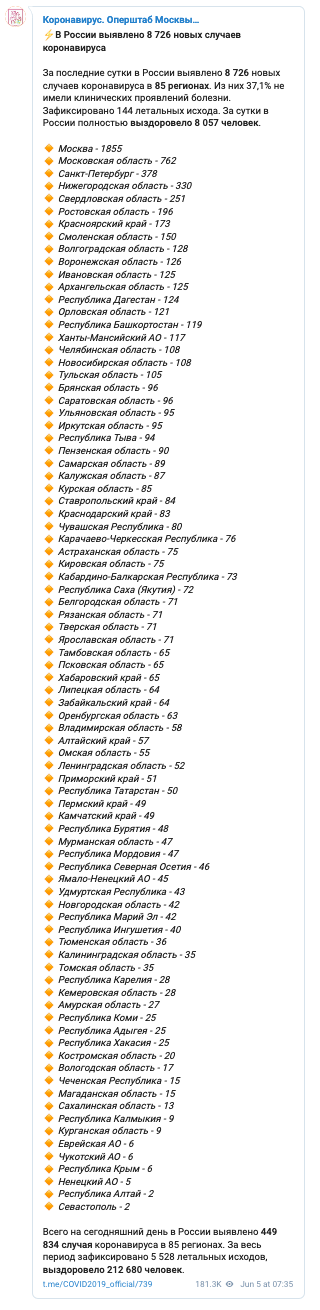 Коронавирус. Оперштаб Москвы...
⚡В России выявлено 8 726 новых случаев
коронавируса
За последние сутки в России выявлено 8 726 новых
случаев коронавируса в 85 регионах. Из них 37,1% не
имели клинических проявлений болезни.
Зафиксировано 144 летальных исхода. За сутки в
России полностью выздоровело 8 057 человек.
🔸 Москва - 1855
🔸 Московская область - 762
🔸 Санкт-Петербург - 378
🔸 Нижегородская область - 330
🔸 Свердловская область - 251
🔸 Ростовская область - 196
🔸 Красноярский край - 173
🔸 Смоленская область - 150
🔸 Волгоградская область - 128
🔸 Воронежская область - 126
🔸 Ивановская область - 125
🔸 Архангельская область - 125
🔸 Республика Дагестан - 124
🔸 Орловская область - 121
🔸 Республика Башкортостан - 119
🔸 Ханты-Мансийский АО - 117
🔸 Челябинская область - 108
🔸 Новосибирская область - 108
🔸 Тульская область - 105
🔸 Брянская область - 96
🔸 Саратовская область - 96
🔸 Ульяновская область - 95
🔸 Иркутская область - 95
🔸 Республика Тыва - 94
🔸 Пензенская область - 90
🔸 Самарская область - 89
🔸 Калужская область - 87
🔸 Курская область - 85
🔸 Ставропольский край - 84
🔸 Краснодарский край - 83
🔸 Чувашская Республика - 80
🔸 Карачаево-Черкесская Республика - 76
🔸 Астраханская область - 75
🔸 Кировская область - 75
🔸 Кабардино-Балкарская Республика - 73
🔸 Республика Саха (Якутия) - 72
🔸 Белгородская область - 71
🔸 Рязанская область - 71
🔸 Тверская область - 71
🔸 Ярославская область - 71
🔸 Тамбовская область - 65
🔸 Псковская область - 65
🔸 Хабаровский край - 65
🔸 Липецкая область - 64
🔸 Забайкальский край - 64
🔸 Оренбургская область - 63
🔸 Владимирская область - 58
🔸 Алтайский край - 57
🔸 Омская область - 55
🔸 Ленинградская область - 52
🔸 Приморский край - 51
🔸 Республика Татарстан - 50
🔸 Пермский край - 49
🔸 Камчатский край - 49
🔸 Республика Бурятия - 48
🔸 Мурманская область - 47
🔸 Республика Мордовия - 47
🔸 Республика Северная Осетия - 46
🔸 Ямало-Ненецкий АО - 45
🔸 Удмуртская Республика - 43
🔸 Новгородская область - 42
🔸 Республика Марий Эл - 42
🔸 Республика Ингушетия - 40
🔸 Тюменская область - 36
🔸 Калининградская область - 35
🔸 Томская область - 35
🔸 Республика Карелия - 28
🔸 Кемеровская область - 28
🔸 Амурская область - 27
🔸 Республика Коми - 25
🔸 Республика Адыгея - 25
🔸 Республика Хакасия - 25
🔸 Костромская область - 20
🔸 Вологодская область - 17
🔸 Чеченская Республика - 15
🔸 Магаданская область - 15
🔸 Сахалинская область - 13
🔸 Республика Калмыкия - 9
🔸 Курганская область - 9
🔸 Еврейская АО - 6
🔸 Чукотский АО - 6
🔸 Республика Крым - 6
🔸 Ненецкий АО - 5
🔸 Республика Алтай - 2
🔸 Севастополь - 2
Всего на сегодняшний день в России выявлено 449
834 случая коронавируса в 85 регионах. За весь
период зафиксировано 5 528 летальных исходов,
выздоровело 212 680 человек.
t.me/COVID2019_official/739 181.3K Jun 5 at 07:35